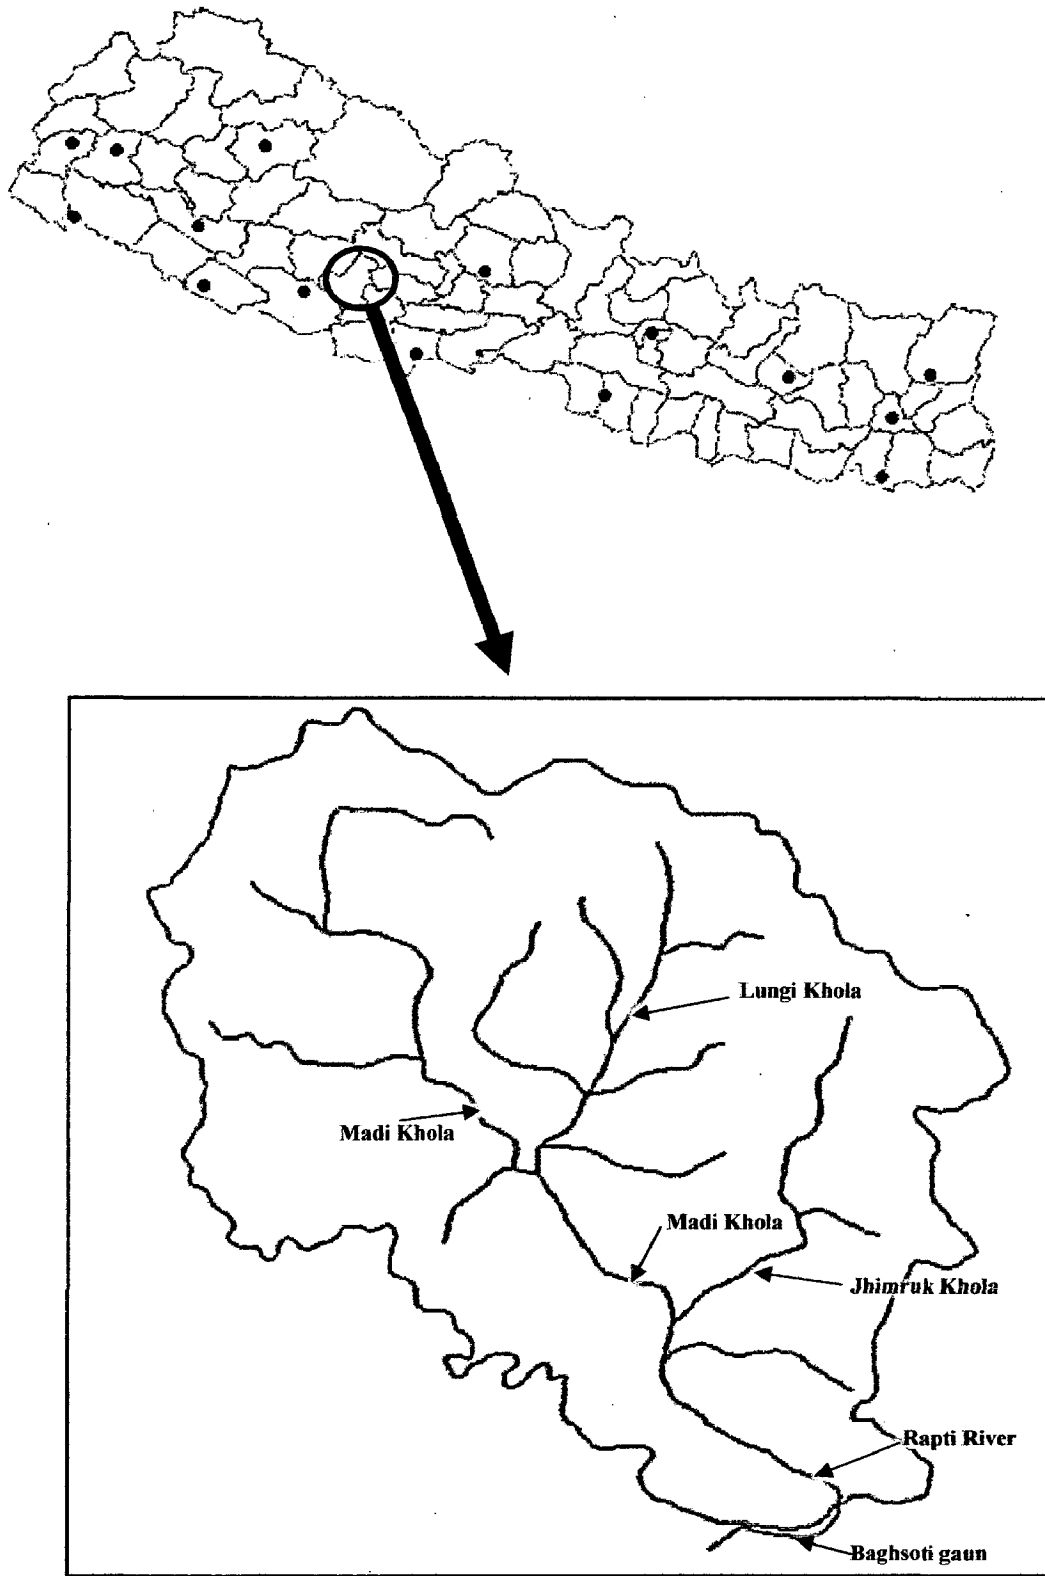 Lungi Khola
Madi Khola
Madi Khola
Jhimruk Khola
Rapti River
Baghsoti gaun